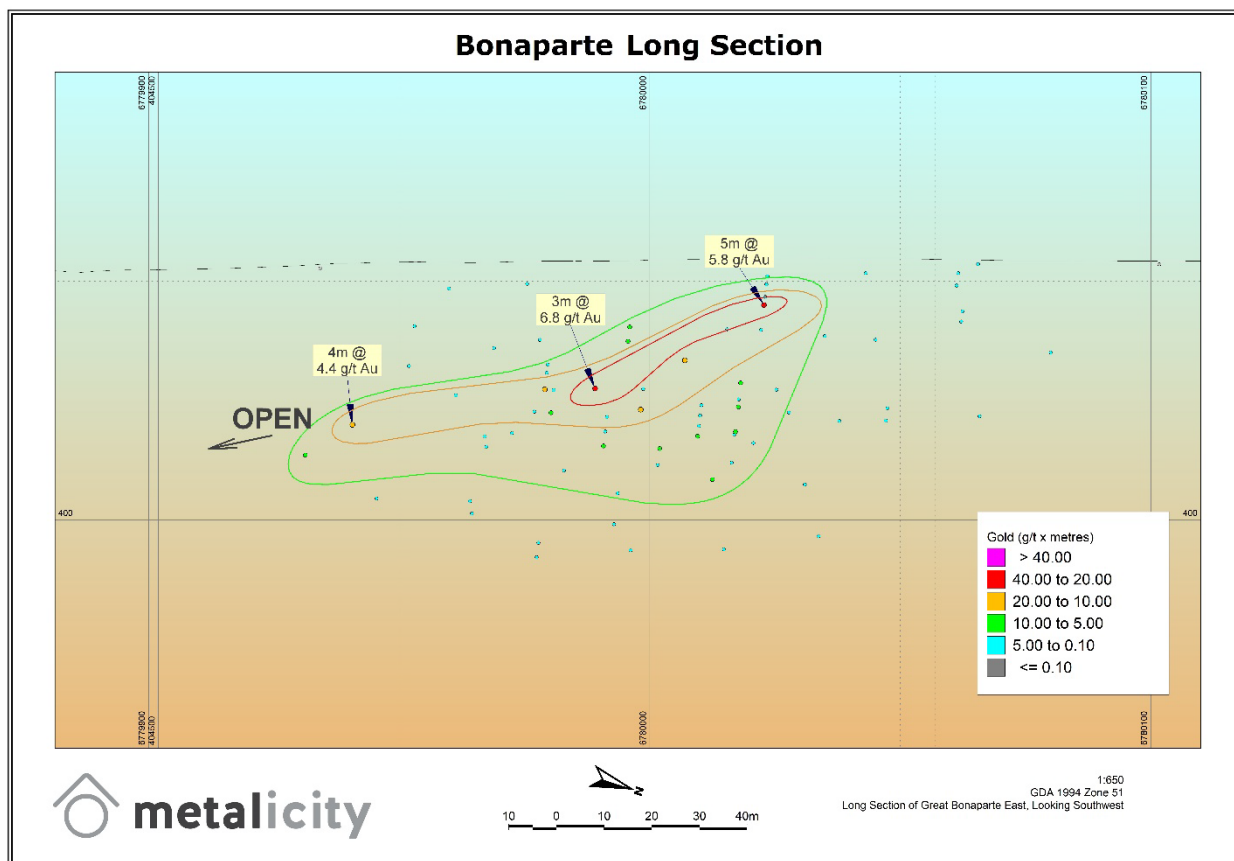 Bonaparte Long Section
6779900
404500
6780000
6780100
5m @
5.8 g/t Au
3m @
6.8 g/t Au
4m @
4.4 g/t Au
OPEN
400
400
Gold (g/t x metres)
> 40.00
40.00 to 20.00
20.00 to 10.00
10.00 to 5.00
5.00 to 0.10
<= 0.10
6779900
404500
6780000
6780100
metalicity
N
10 0 10 20 30 40m
1:650
GDA 1994 Zone 51
Long Section of Great Bonaparte East, Looking Southwest